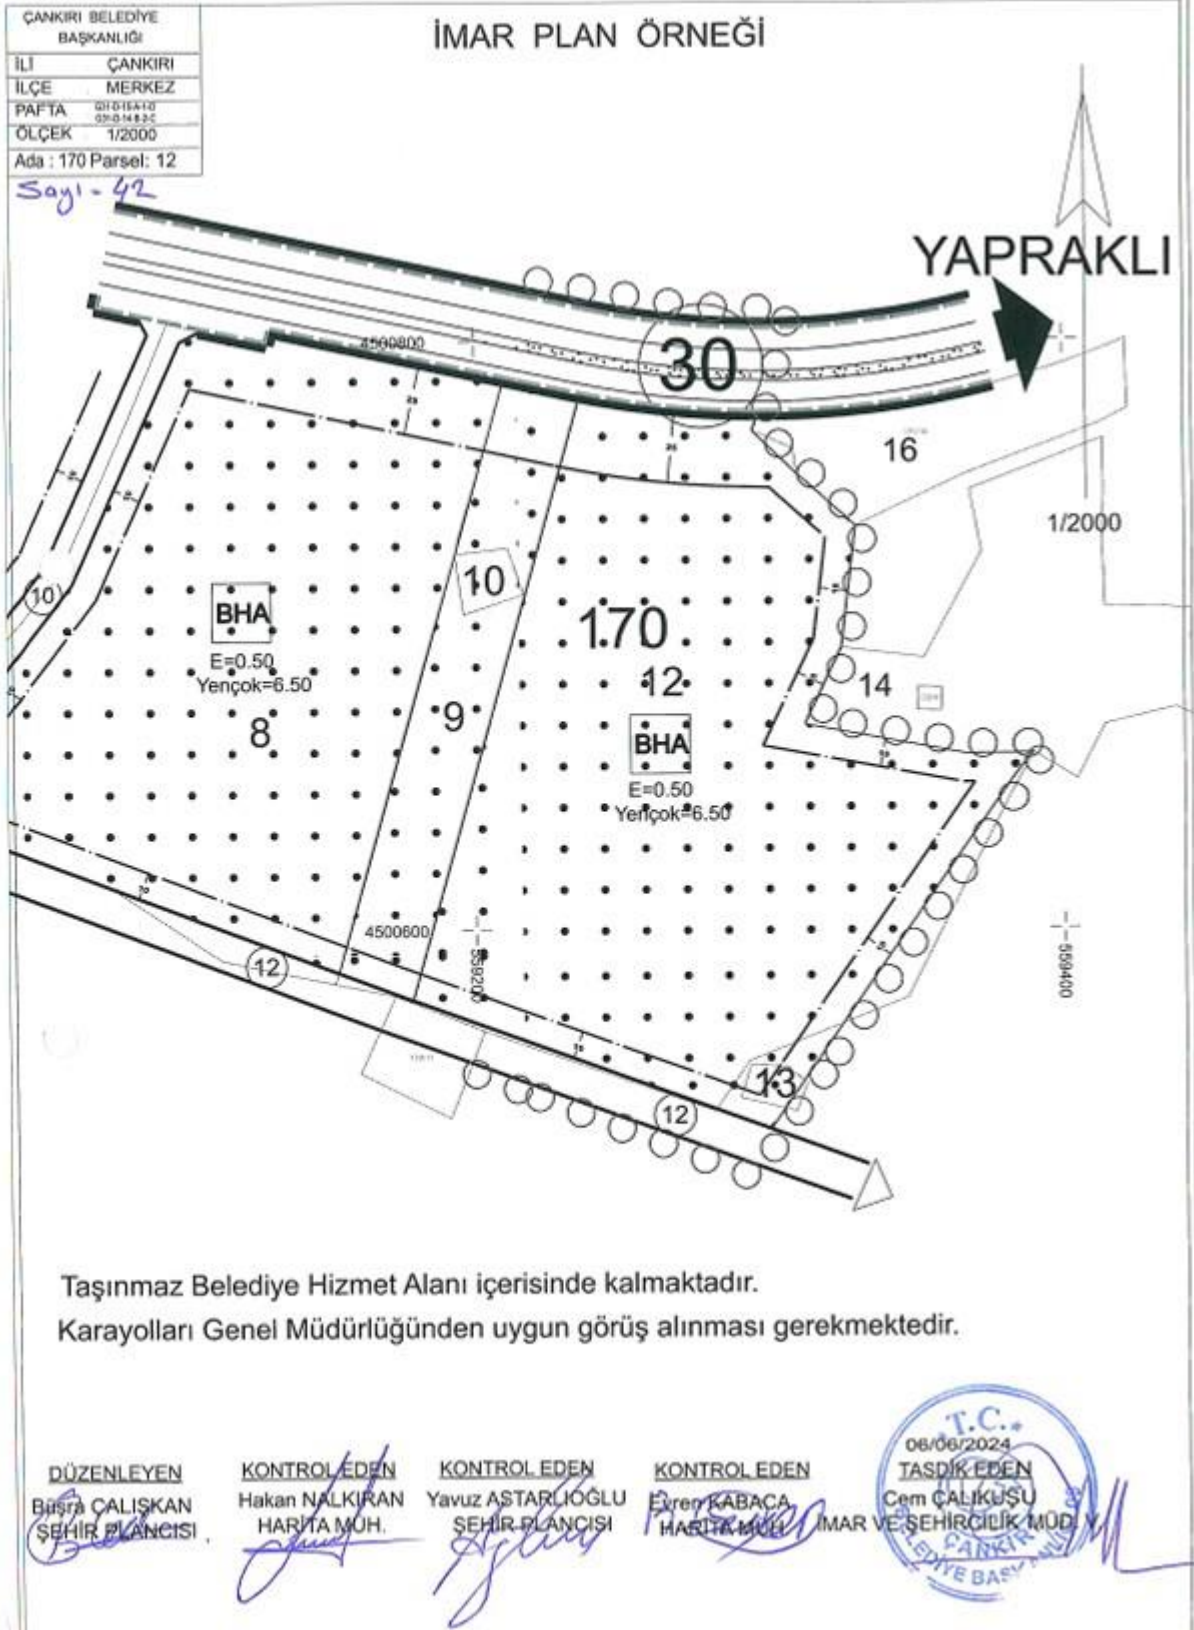 ÇANKIRI BELEDİYE
BAŞKANLIĞI
İLİ ÇANKIRI
İLÇE MERKEZ
PAFTA
ÖLÇEK 1/2000
Ada : 170 Parsel: 12
Sayı - 42
İMAR PLAN ÖRNEĞİ
YAPRAKLI
4500800
30
25
25
16
1/2000
10
10
170
BHA
E=0.50
Yençok=6.50
12
14
8
9
BHA
E=0.50
Yençok=6.50
4500600
12
559200
559400
13
12
Taşınmaz Belediye Hizmet Alanı içerisinde kalmaktadır.
Karayolları Genel Müdürlüğünden uygun görüş alınması gerekmektedir.
DÜZENLEYEN
Büşra ÇALIŞKAN
ŞEHİR PLANCISI
KONTROL EDEN
Hakan NALKIRAN
HARİTA MÜH.
KONTROL EDEN
Yavuz ASTARLIOĞLU
ŞEHİR PLANCISI
KONTROL EDEN
Evren KABACA
HARİTA MÜH.
T.C.
06/06/2024
TASDİK EDEN
Cem ÇALIKUŞU
İMAR VE ŞEHİRCİLİK MÜD. V.
ÇANKIRI